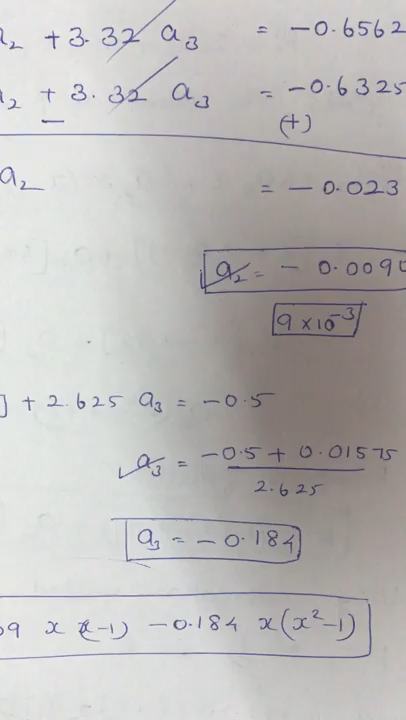 a₂ + 3.32 a₃ = -0.6562
a₂ + 3.32 a₃ = -0.6325
(+)
a₂ = -0.023
a₂ = - 0.0090
9 × 10⁻³
] + 2.625 a₃ = -0.5
a₃ = (-0.5 + 0.01575) / 2.625
a₃ = -0.184
09 x (x-1) -0.184 x(x²-1)